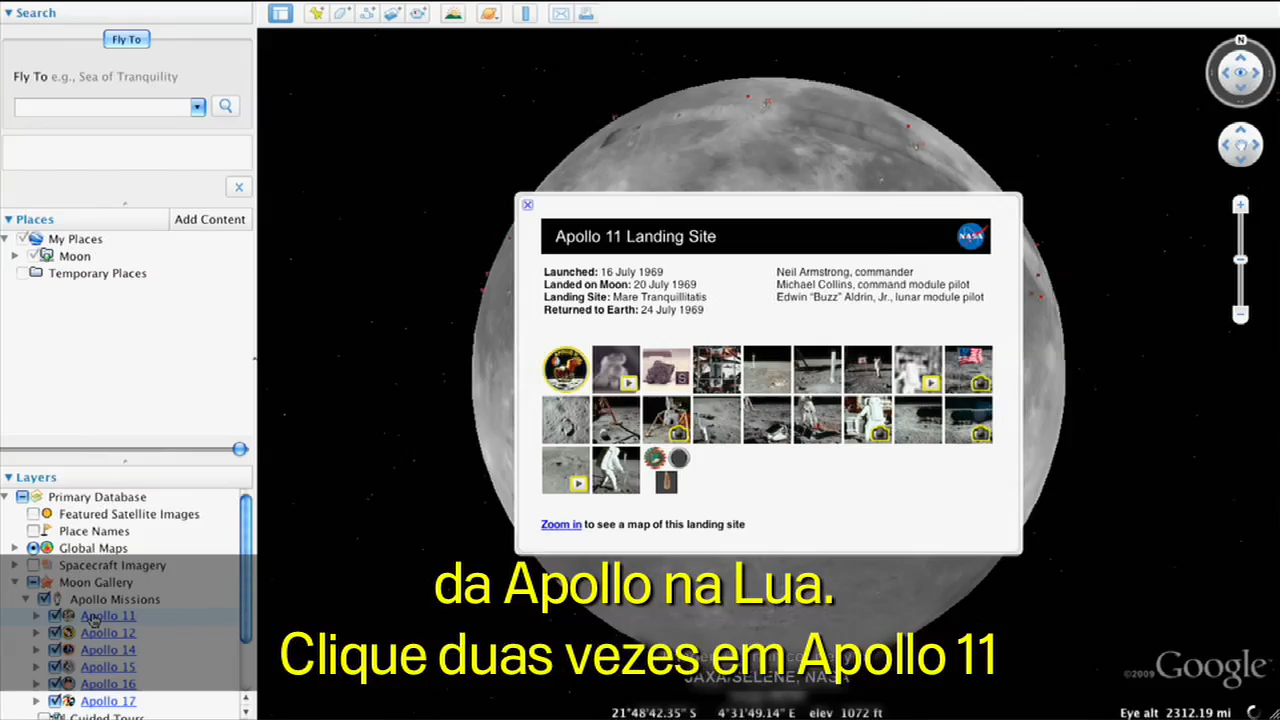 Search
Fly To
Fly To e.g., Sea of Tranquility
Places
Add Content
My Places
Moon
Temporary Places
Layers
Primary Database
Featured Satellite Images
Place Names
Global Maps
Spacecraft Imagery
Moon Gallery
Apollo Missions
Apollo 11
Apollo 12
Apollo 14
Apollo 15
Apollo 16
Apollo 17
Guided Tours
N
Apollo 11 Landing Site
NASA
Launched: 16 July 1969
Landed on Moon: 20 July 1969
Landing Site: Mare Tranquillitatis
Returned to Earth: 24 July 1969
Neil Armstrong, commander
Michael Collins, command module pilot
Edwin “Buzz” Aldrin, Jr., lunar module pilot
Zoom in to see a map of this landing site
da Apollo na Lua.
Clique duas vezes em Apollo 11
JAXA/SELENE, NASA
©2009 Google
21°48'42.35" S 4°31'49.14" E elev 1072 ft
Eye alt 2312.19 mi